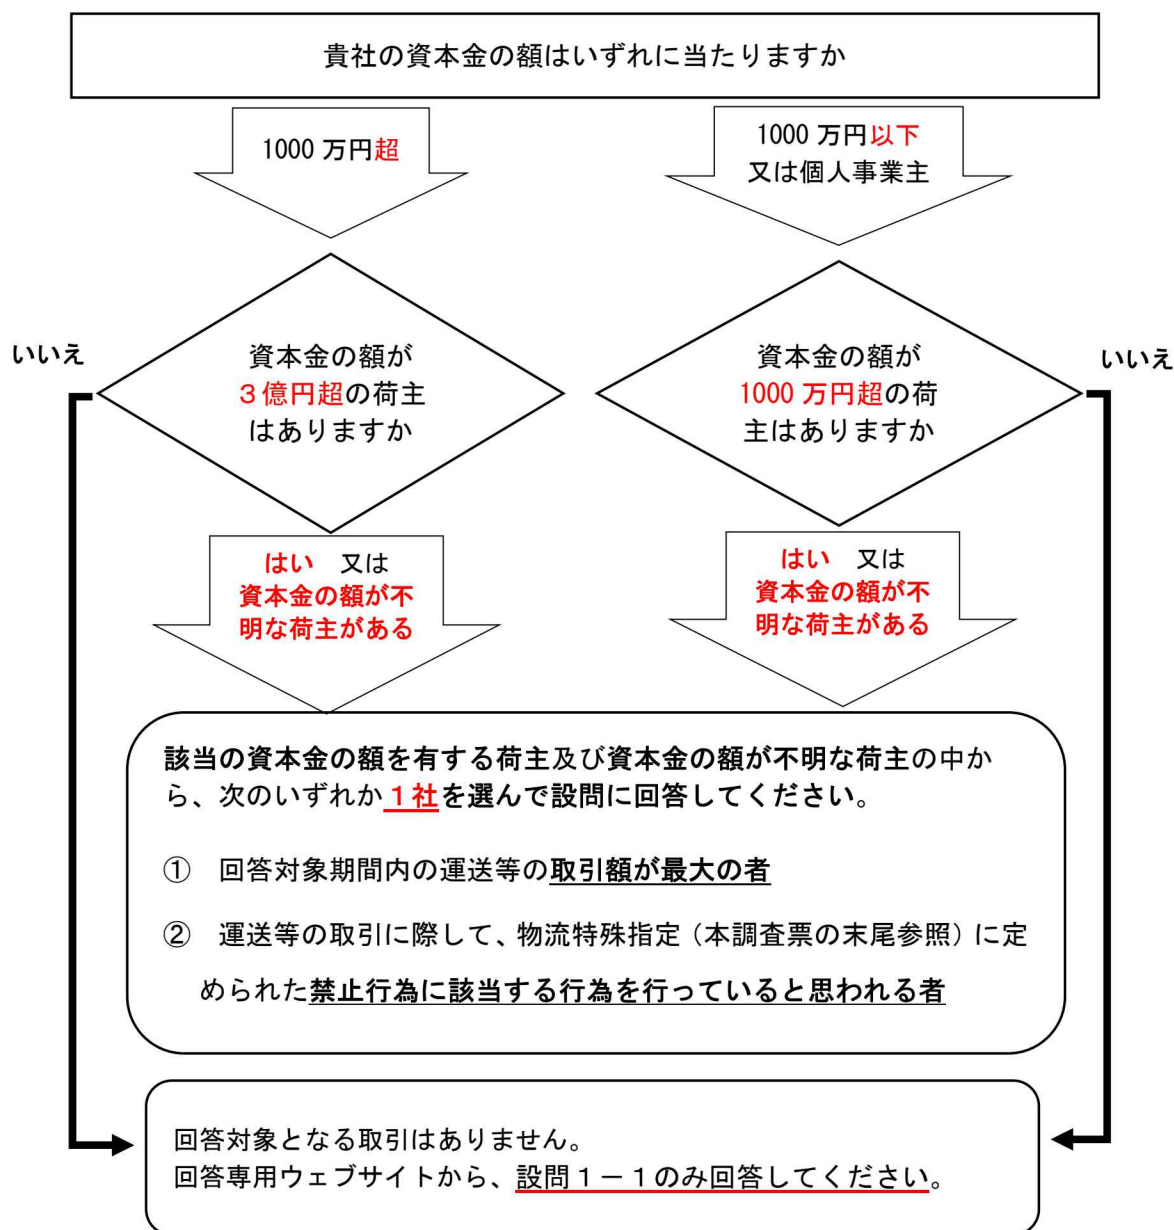 貴社の資本金の額はいずれに当たりますか
1000 万円超
1000 万円以下
又は個人事業主
いいえ
資本金の額が
３億円超の荷主
はありますか
資本金の額が
1000 万円超の荷
主はありますか
いいえ
はい　又は
資本金の額が不
明な荷主がある
はい　又は
資本金の額が不
明な荷主がある
該当の資本金の額を有する荷主及び資本金の額が不明な荷主の中か
ら、次のいずれか１社を選んで設問に回答してください。
①　回答対象期間内の運送等の取引額が最大の者
②　運送等の取引に際して、物流特殊指定（本調査票の末尾参照）に定
められた禁止行為に該当する行為を行っていると思われる者
回答対象となる取引はありません。
回答専用ウェブサイトから、設問１－１のみ回答してください。